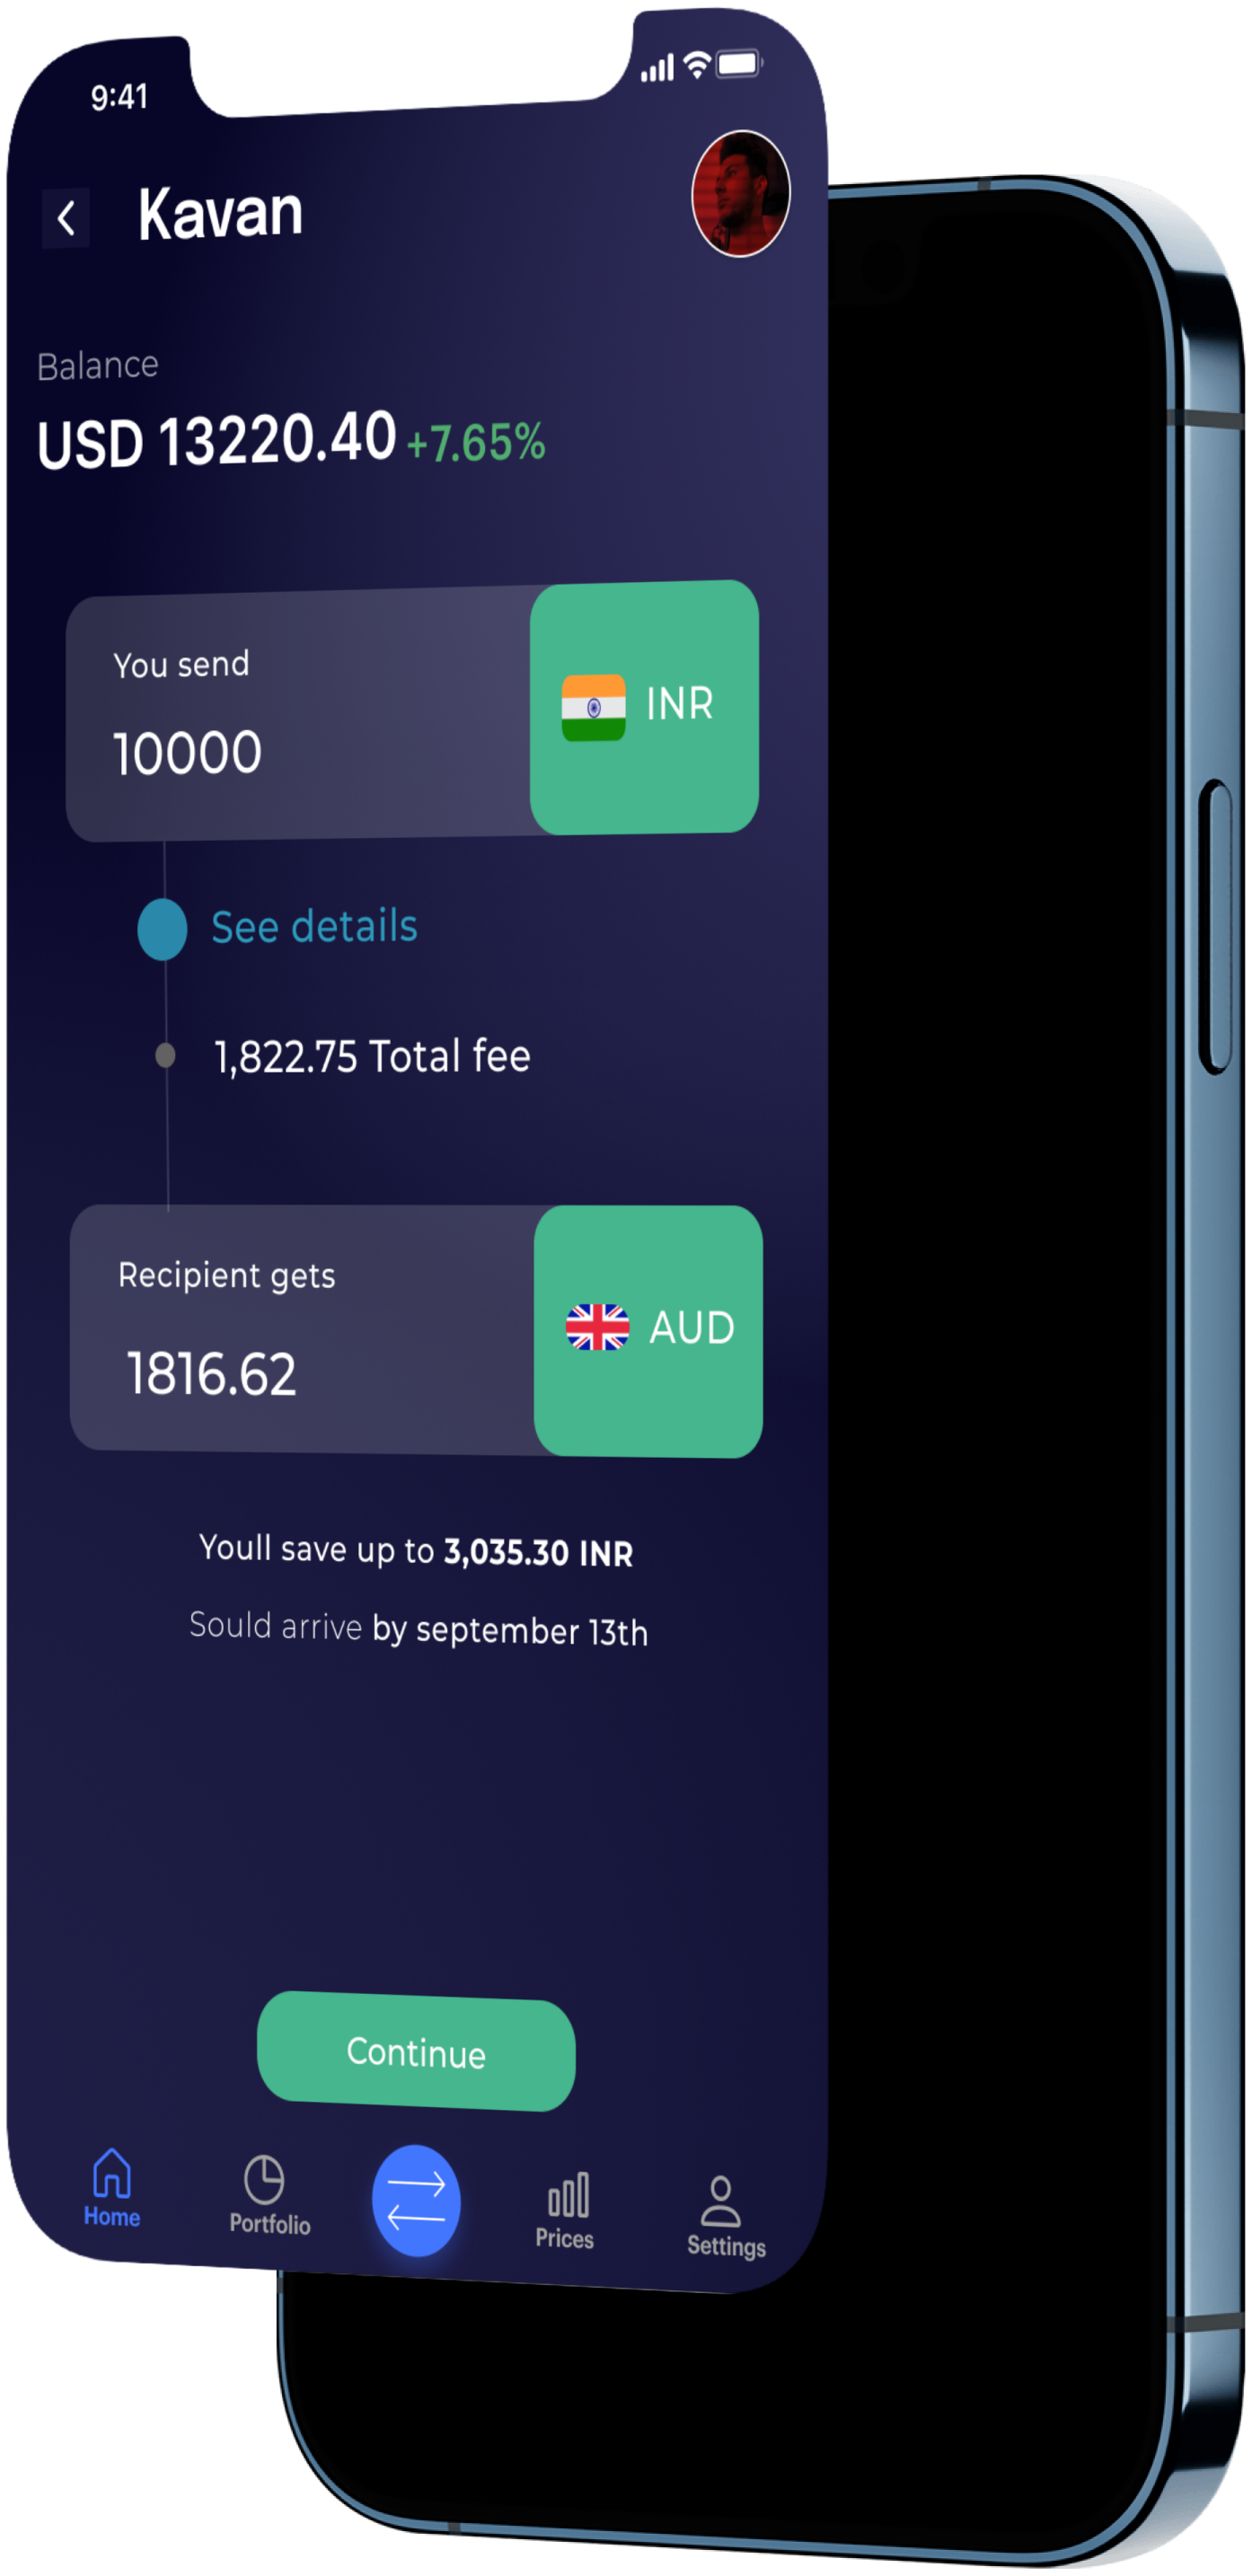 9:41
Kavan
Balance
USD 13220.40 +7.65%
You send
10000
INR
See details
1,822.75 Total fee
Recipient gets
1816.62
AUD
Youll save up to 3,035.30 INR
Sould arrive by september 13th
Continue
Home
Portfolio
Prices
Settings